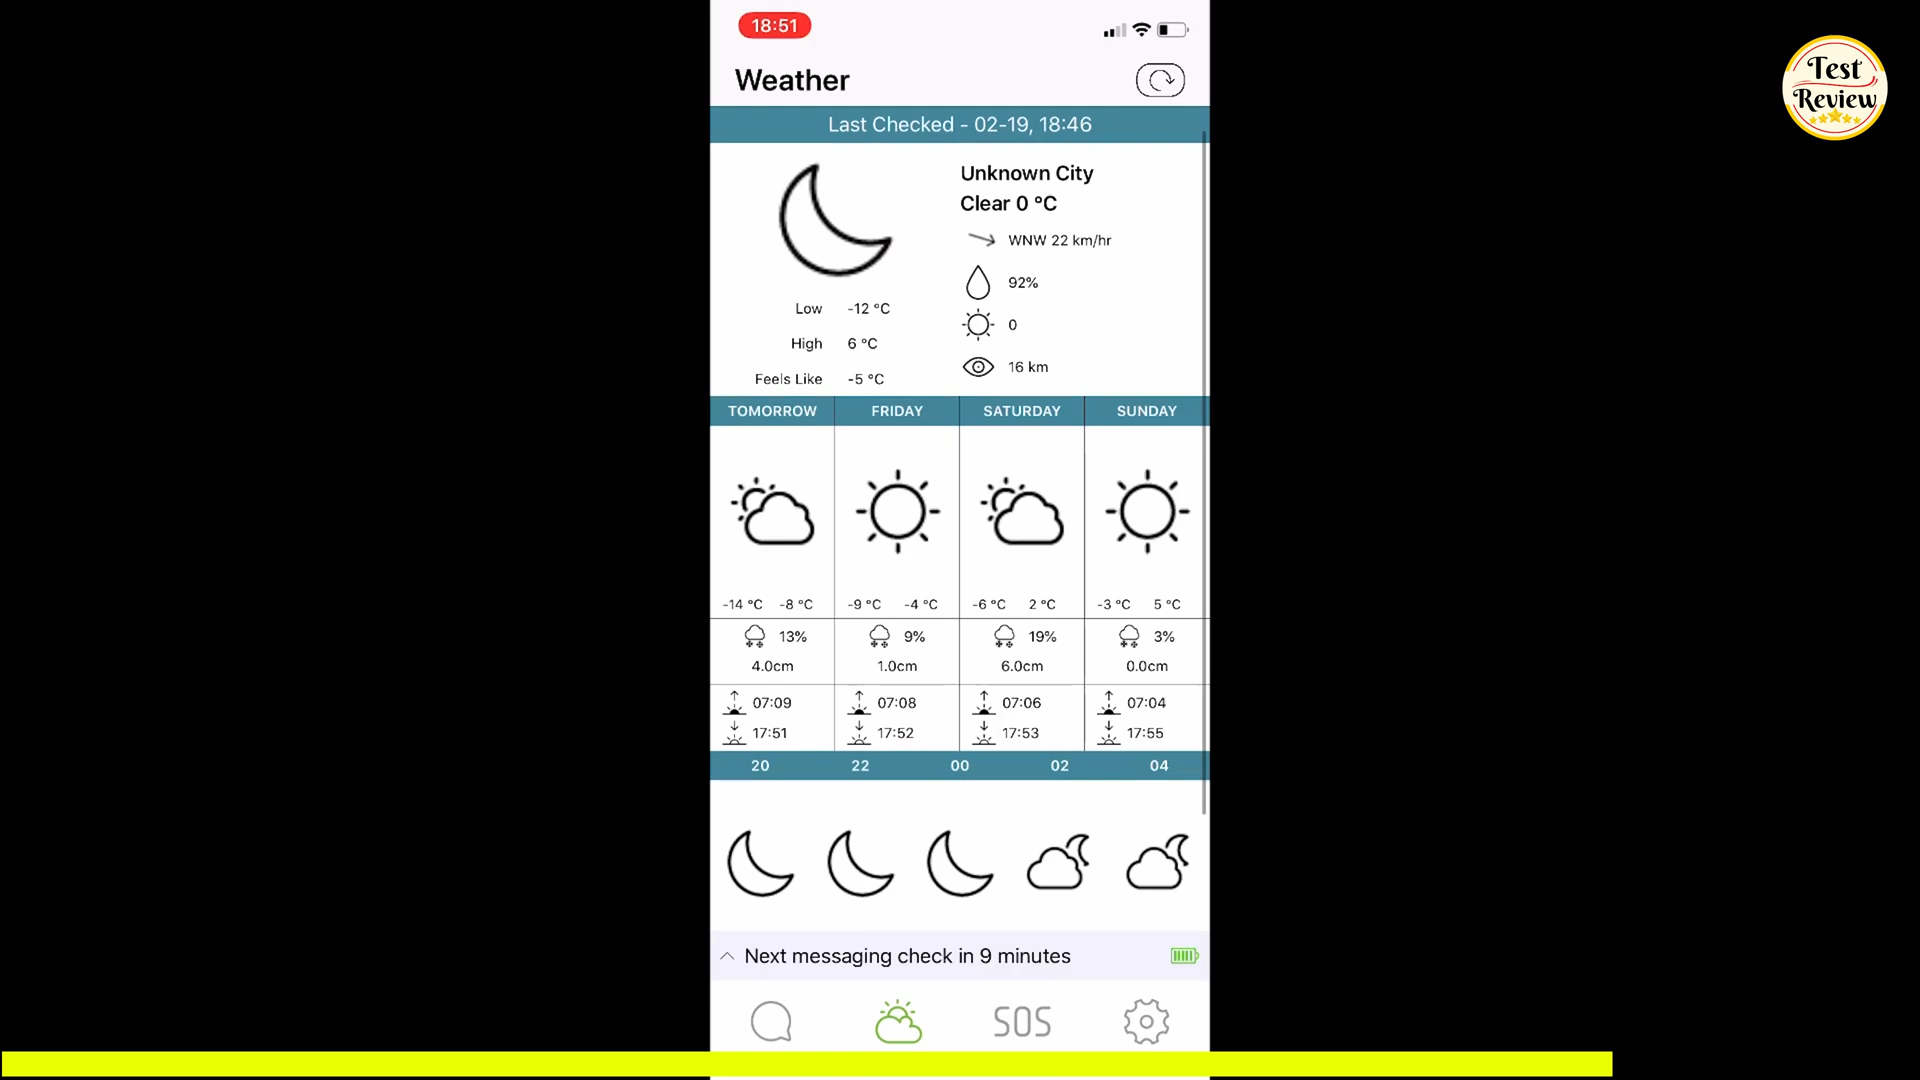 18:51
Weather
Test
Review
Last Checked - 02-19, 18:46
Unknown City
Clear 0 °C
WNW 22 km/hr
92%
0
16 km
Low -12 °C
High 6 °C
Feels Like -5 °C
TOMORROW FRIDAY SATURDAY SUNDAY
-14 °C -8 °C -9 °C -4 °C -6 °C 2 °C -3 °C 5 °C
13% 9% 19% 3%
4.0cm 1.0cm 6.0cm 0.0cm
07:09 07:08 07:06 07:04
17:51 17:52 17:53 17:55
20 22 00 02 04
Next messaging check in 9 minutes
SOS